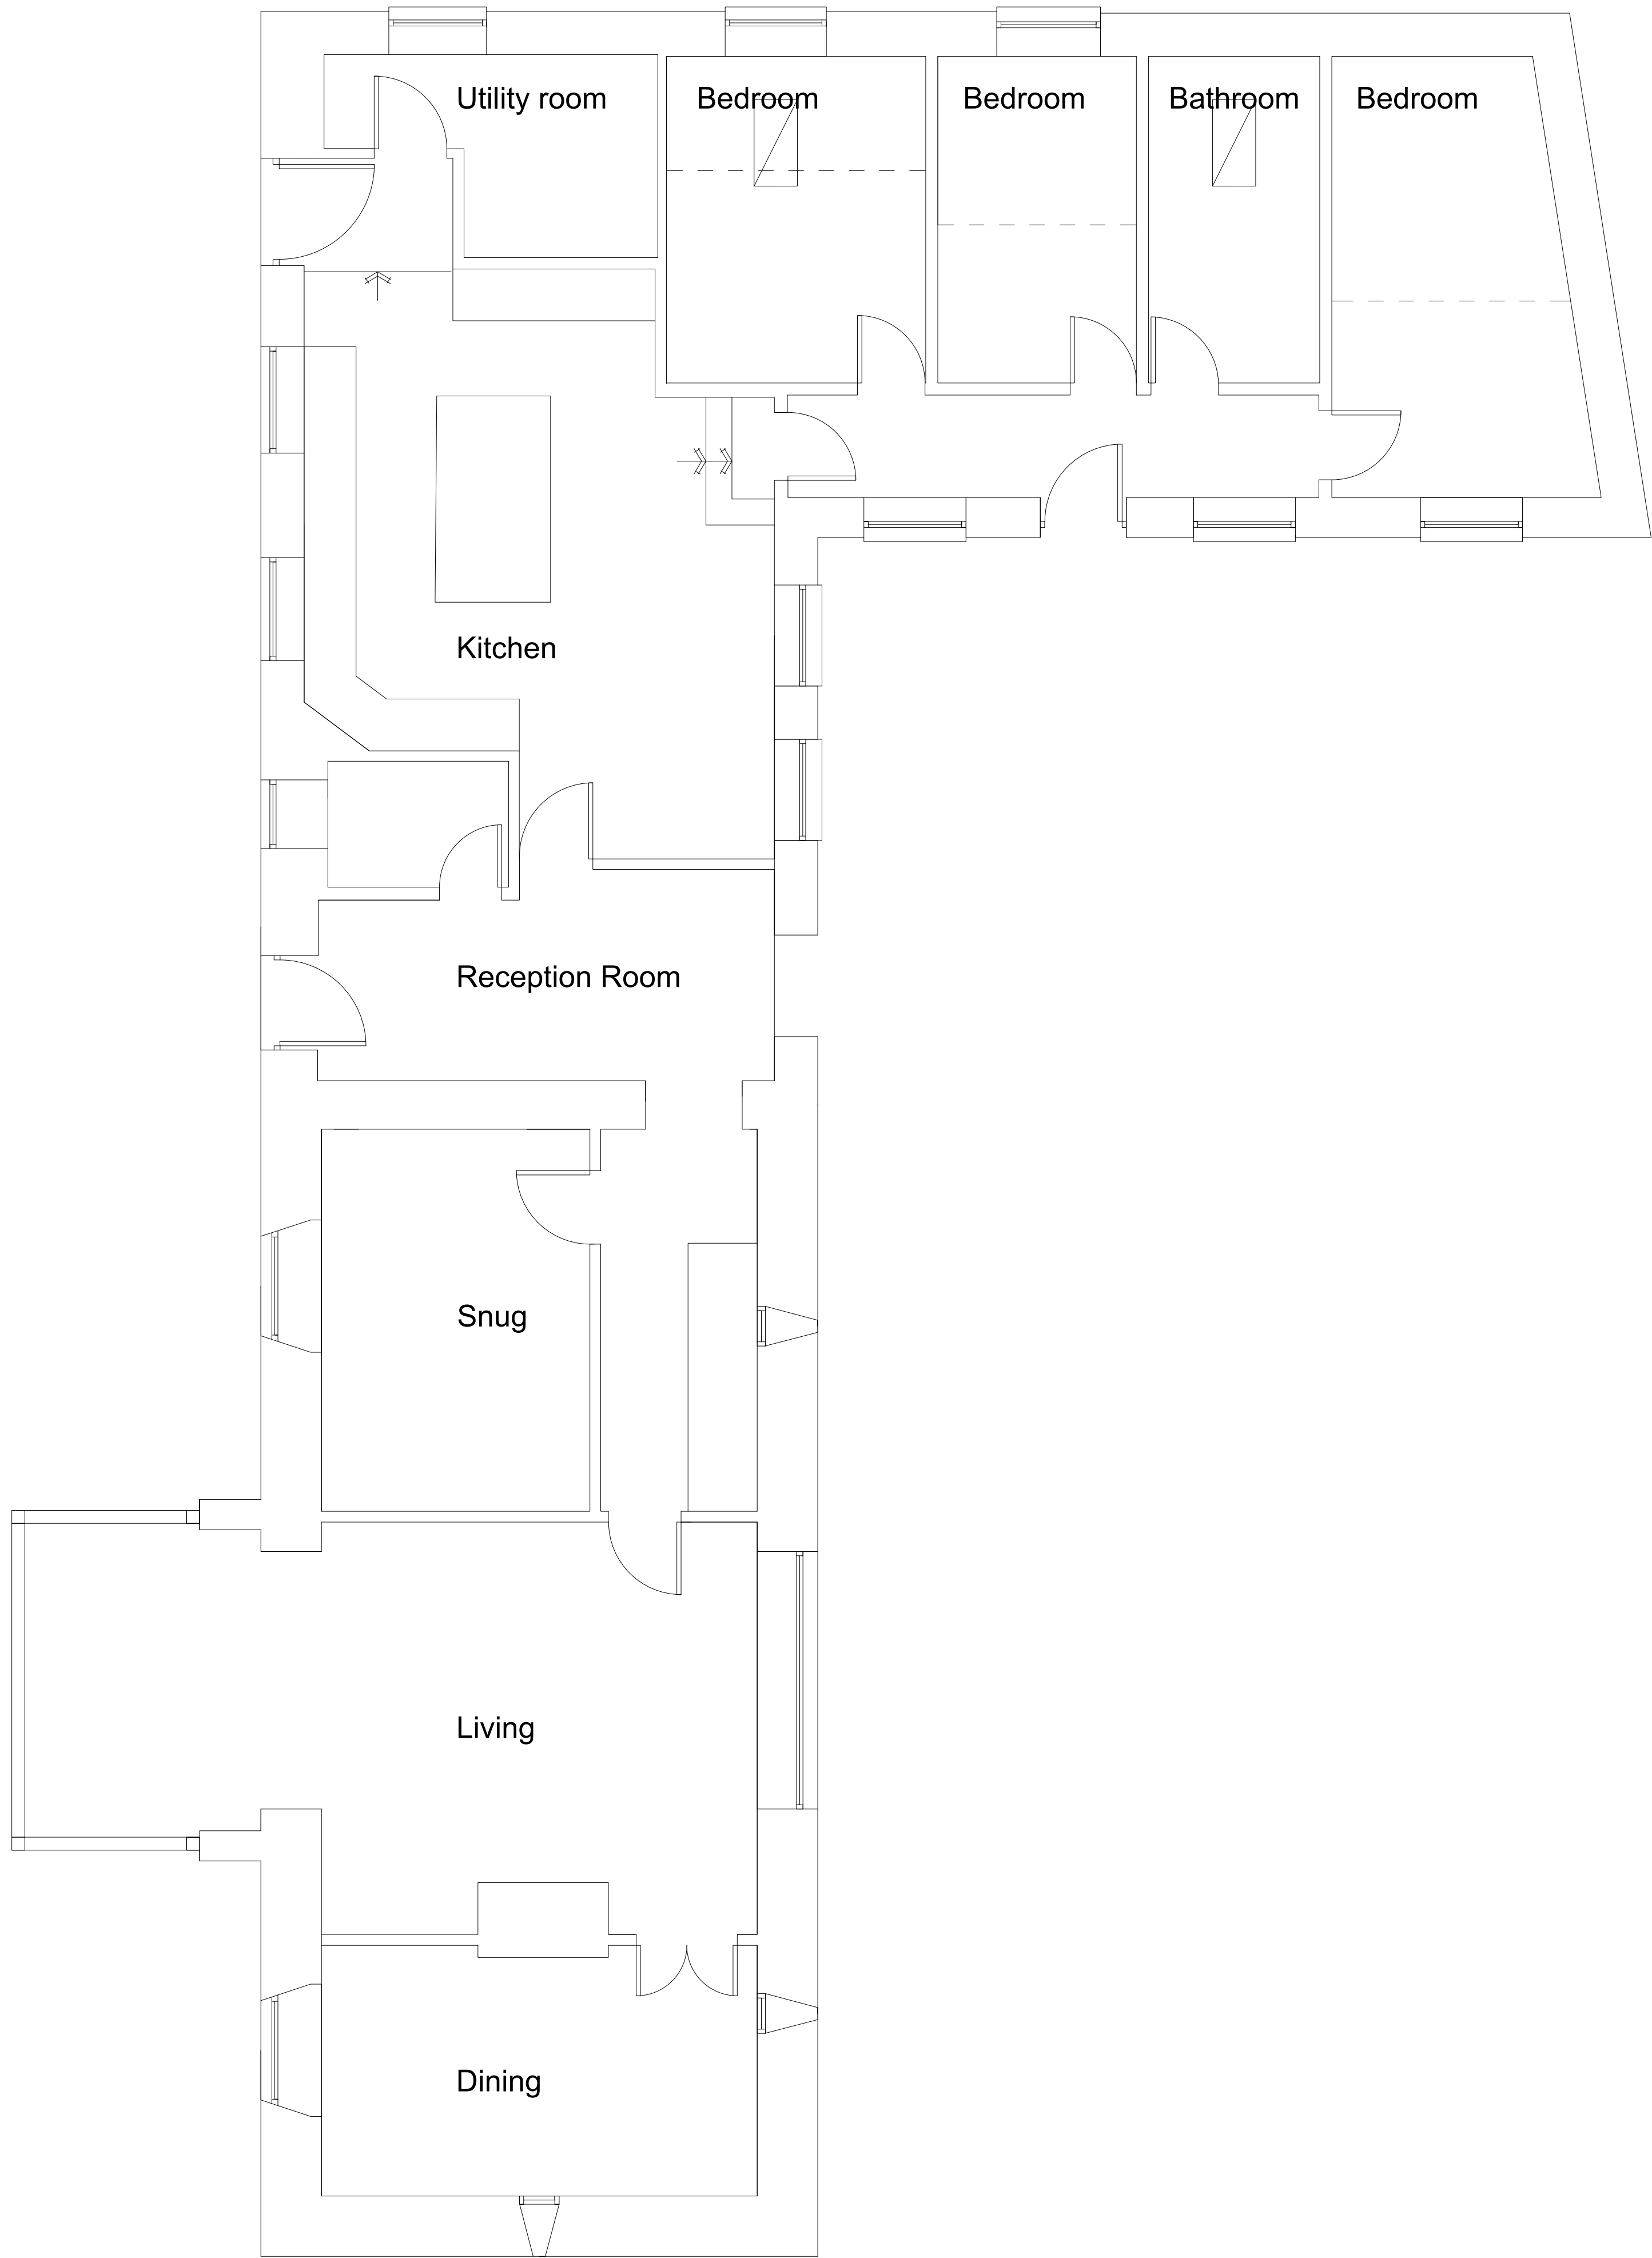 Utility room
Bedroom
Bedroom
Bathroom
Bedroom
Kitchen
Reception Room
Snug
Living
Dining